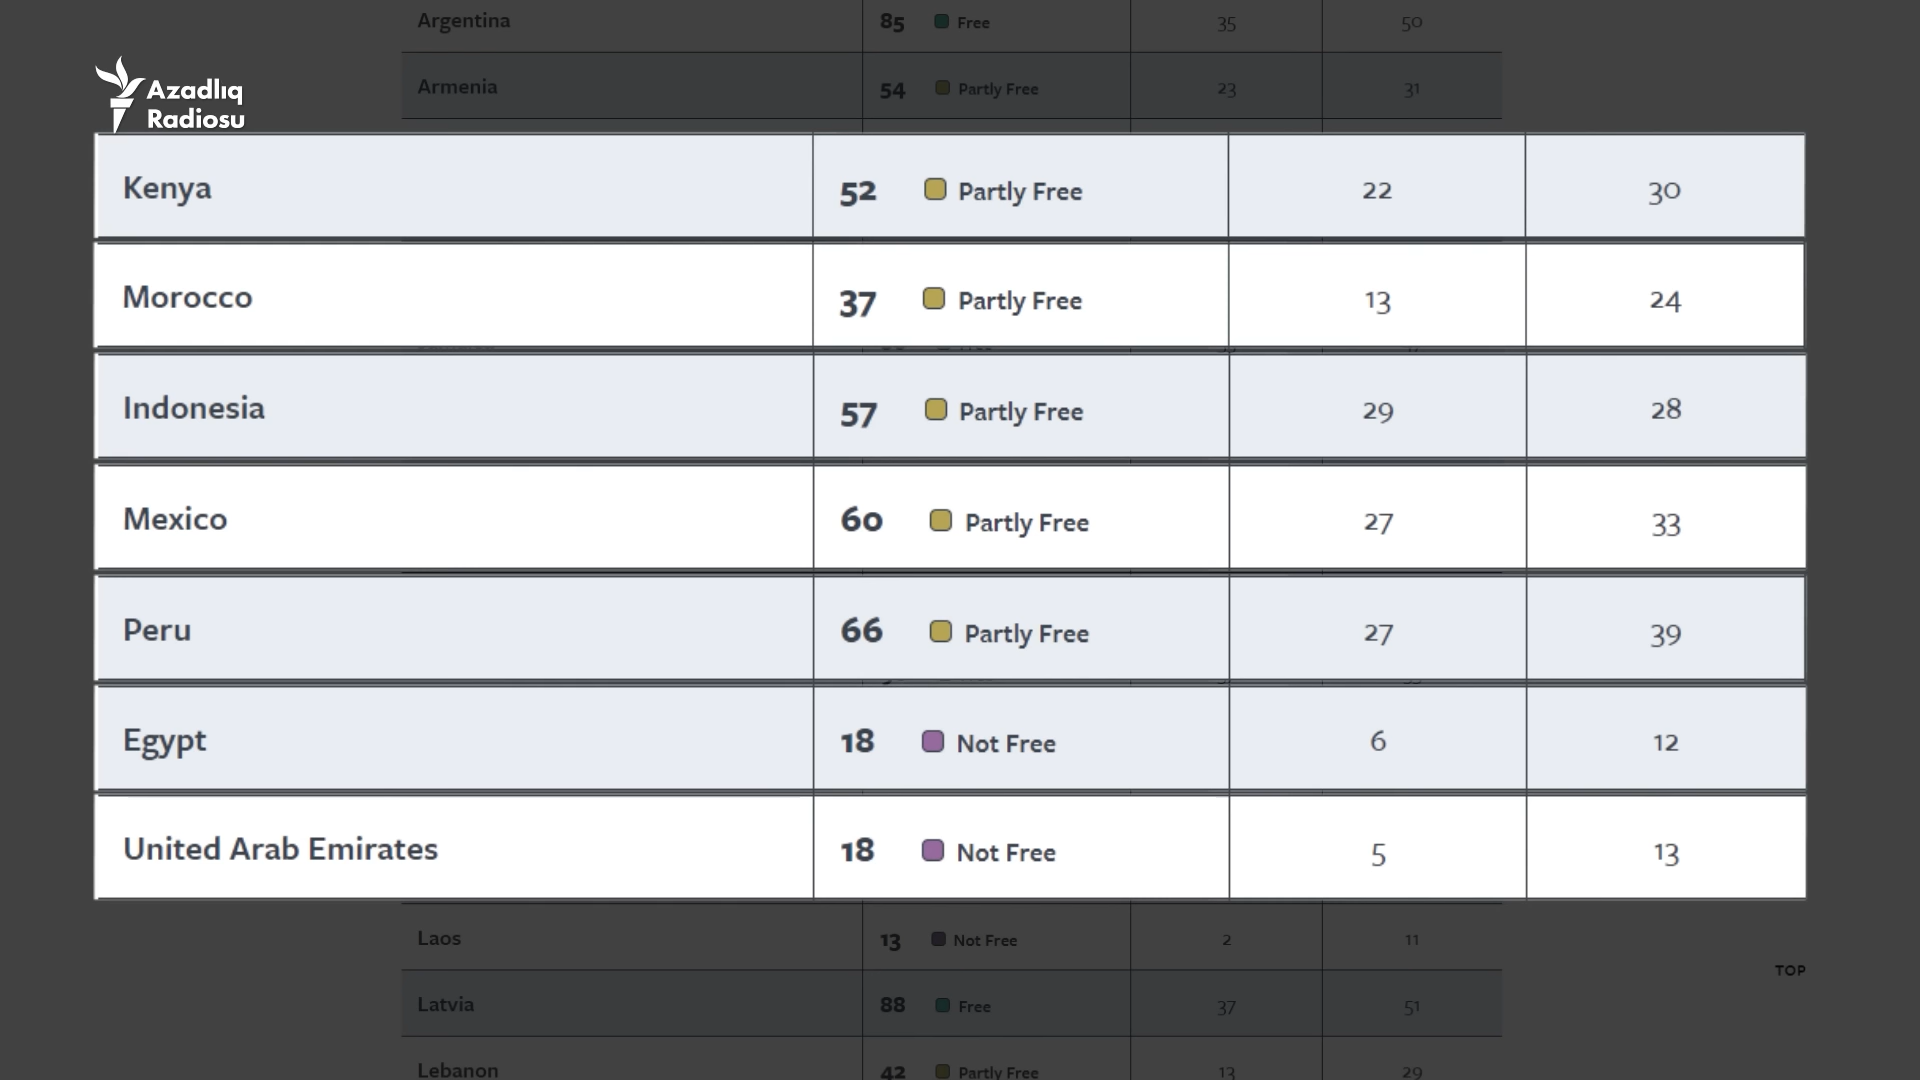 Argentina 85 Free 35 50
Armenia 54 Partly Free 23 31
Azadlıq
Radiosu
Kenya 52 Partly Free 22 30
Morocco 37 Partly Free 13 24
Indonesia 57 Partly Free 29 28
Mexico 60 Partly Free 27 33
Peru 66 Partly Free 27 39
Egypt 18 Not Free 6 12
United Arab Emirates 18 Not Free 5 13
Laos 13 Not Free 2 11
TOP
Latvia 88 Free 37 51
Lebanon 42 Partly Free 13 29